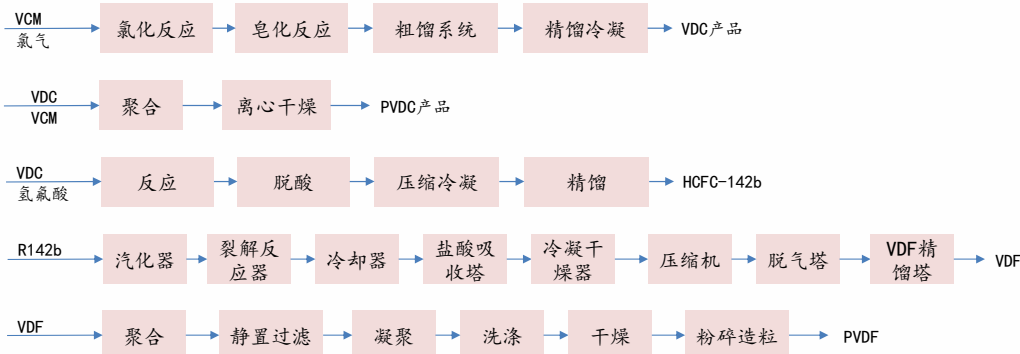 VCM
氯气
氯化反应
皂化反应
粗馏系统
精馏冷凝
VDC产品
VDC
VCM
聚合
离心干燥
PVDC产品
VDC
氢氟酸
反应
脱酸
压缩冷凝
精馏
HCFC-142b
R142b
汽化器
裂解反
应器
冷却器
盐酸吸
收塔
冷凝干
燥器
压缩机
脱气塔
VDF精
馏塔
VDF
VDF
聚合
静置过滤
凝聚
洗涤
干燥
粉碎造粒
PVDF